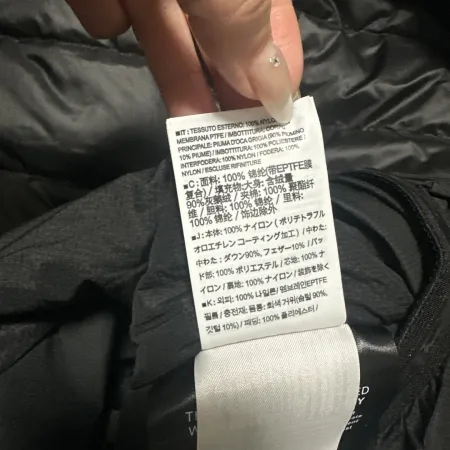 ■IT: TESSUTO ESTERNO: 100% NYLON
MEMBRANA PTFE / IMBOTTITURA: CORPO
PRINCIPALE: PIUMA D'OCA GRIGIA (90% PIUMINO
10% PIUME) / IMBOTTITURA: 100% POLIESTERE /
INTERFODERA: 100% NYLON / FODERA: 100%
NYLON / ESCLUSE RIFINITURE
■C: 面料: 100% 锦纶(带EPTFE膜
复合) / 填充物:大身: 含绒量
90%灰鹅绒 / 夹棉: 100% 聚酯纤
维 / 胆料: 100% 锦纶 / 里料:
100% 锦纶 / 饰边除外
■J: 本体: 100% ナイロン ( ポリテトラフル
オロエチレン コーティング加工) / 中
中わた : ダウン90%, フェザー10% / パッ
ド部: 100% ポリエステル / 芯地: 100% ナ
イロン / 裏地: 100% ナイロン / 装飾を除く
■K: 외피: 100% 나일론 / 멤브레인EPTFE
필름 / 충전재: 몸통: 회색 거위(솜털 90%,
깃털 10%) / 패딩: 100% 폴리에스터 /